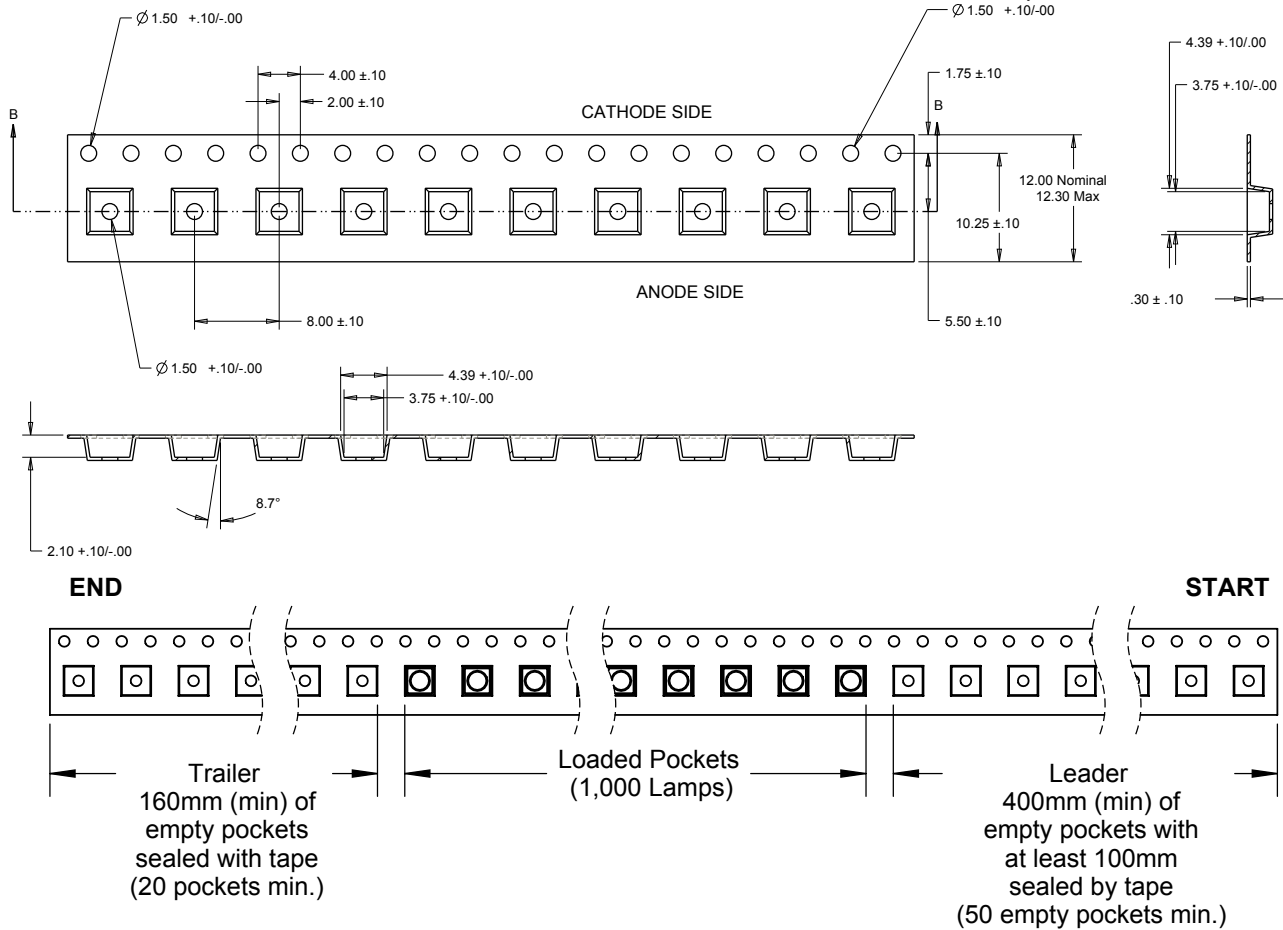 Ø 1.50 +.10/-.00
Ø 1.50 +.10/-00
4.39 +.10/.00
4.00 ±.10
1.75 ±.10
3.75 +.10/-.00
2.00 ±.10
B
CATHODE SIDE
B
12.00 Nominal
12.30 Max
10.25 ±.10
ANODE SIDE
.30 ± .10
8.00 ±.10
5.50 ±.10
Ø 1.50 +.10/-.00
4.39 +.10/-.00
3.75 +.10/-.00
8.7°
2.10 +.10/-.00
END
START
Trailer
160mm (min) of
empty pockets
sealed with tape
(20 pockets min.)
Loaded Pockets
(1,000 Lamps)
Leader
400mm (min) of
empty pockets with
at least 100mm
sealed by tape
(50 empty pockets min.)